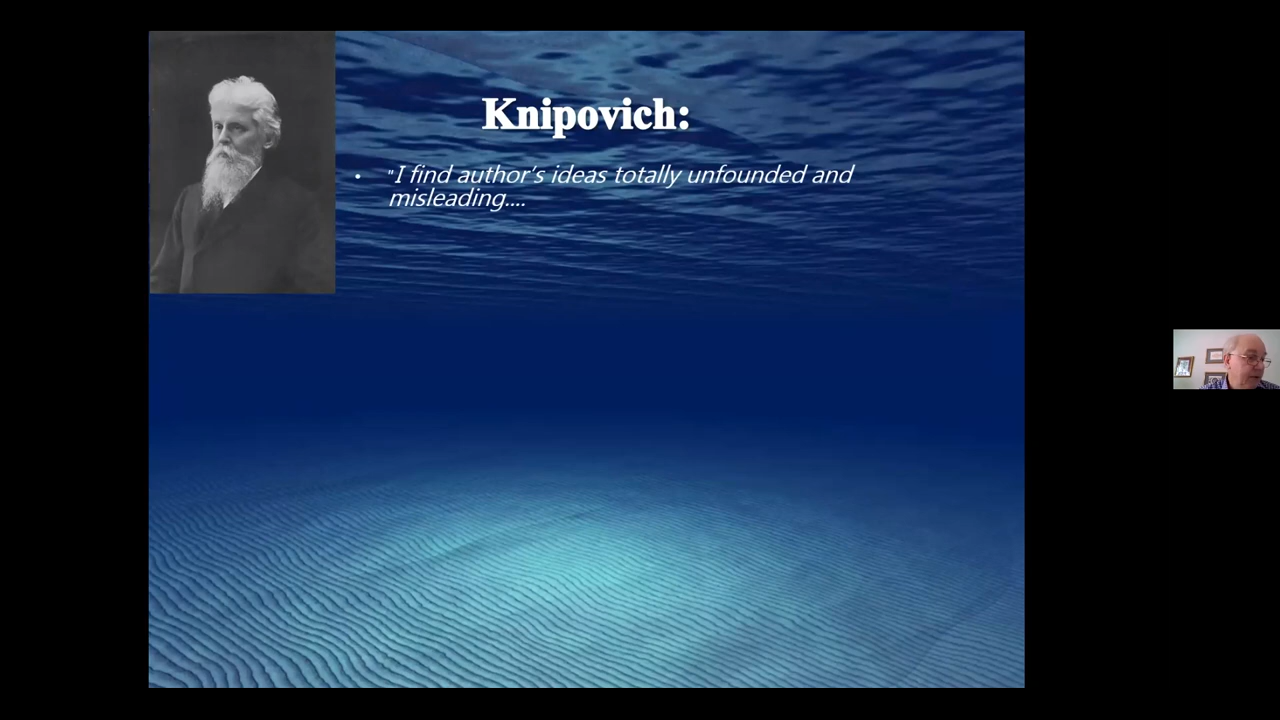 Knipovich:
• "I find author's ideas totally unfounded and
misleading....